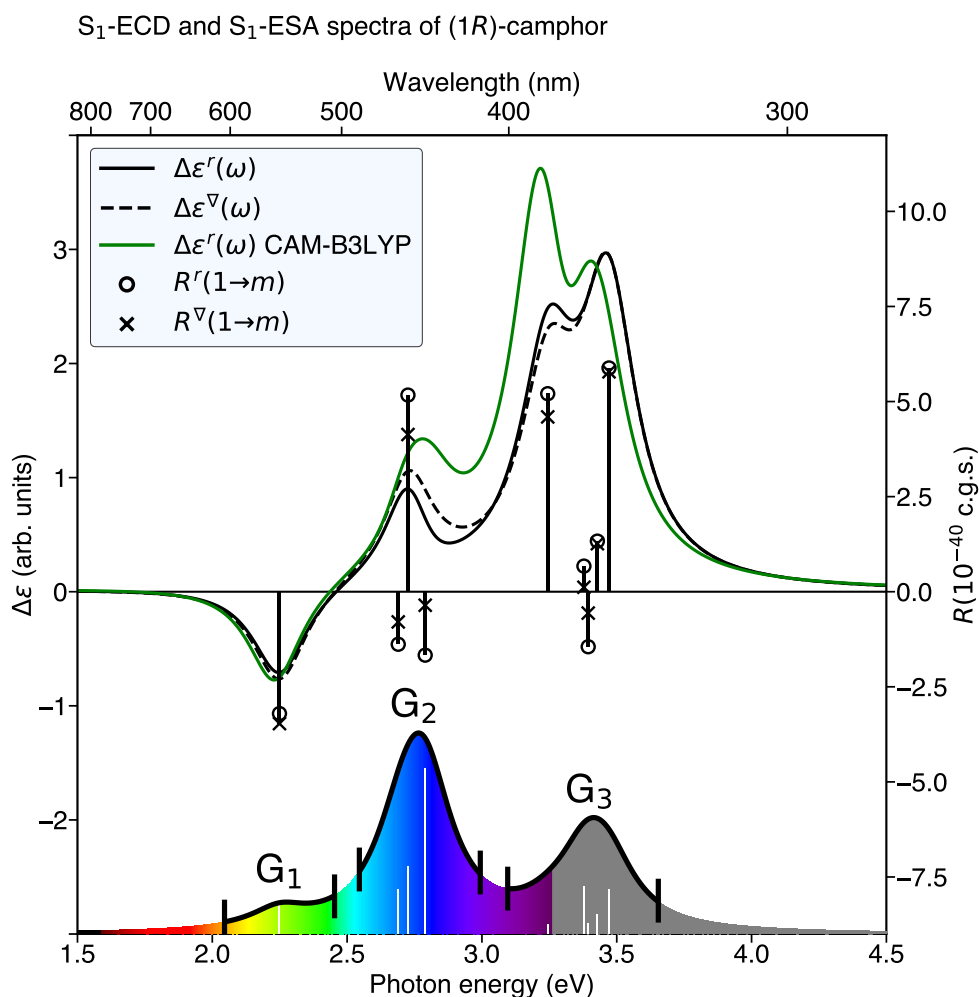 S₁-ECD and S₁-ESA spectra of (1R)-camphor
Wavelength (nm)
800 700 600 500 400 300
Δεʳ(ω)
Δε^∇(ω)
Δεʳ(ω) CAM-B3LYP
Rʳ(1→m)
R^∇(1→m)
3
2
1
0
−1
−2
Δε (arb. units)
10.0
7.5
5.0
2.5
0.0
−2.5
−5.0
−7.5
R(10⁻⁴⁰ c.g.s.)
G₁
G₂
G₃
1.5 2.0 2.5 3.0 3.5 4.0 4.5
Photon energy (eV)